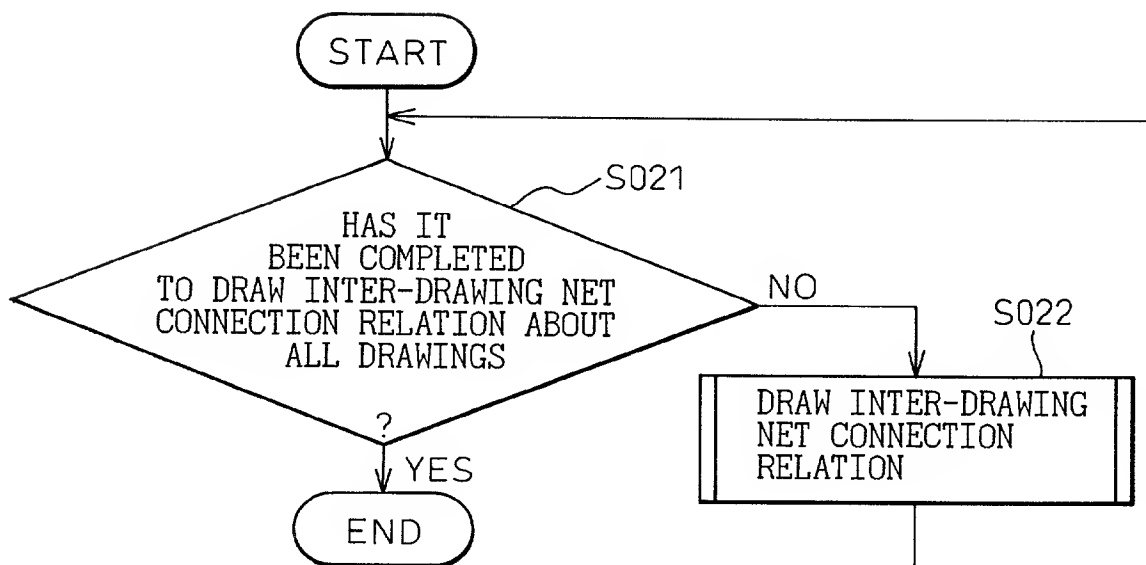 START
S021
HAS IT
BEEN COMPLETED
TO DRAW INTER-DRAWING NET
CONNECTION RELATION ABOUT
ALL DRAWINGS
?
NO
S022
DRAW INTER-DRAWING
NET CONNECTION
RELATION
YES
END